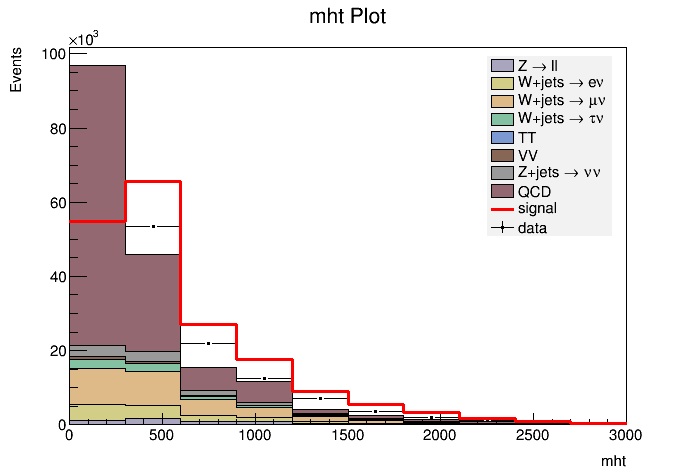 mht Plot
×10³
Events
100
80
60
40
20
0
0 500 1000 1500 2000 2500 3000
mht
Z → ll
W+jets → eν
W+jets → μν
W+jets → τν
TT
VV
Z+jets → νν
QCD
signal
data